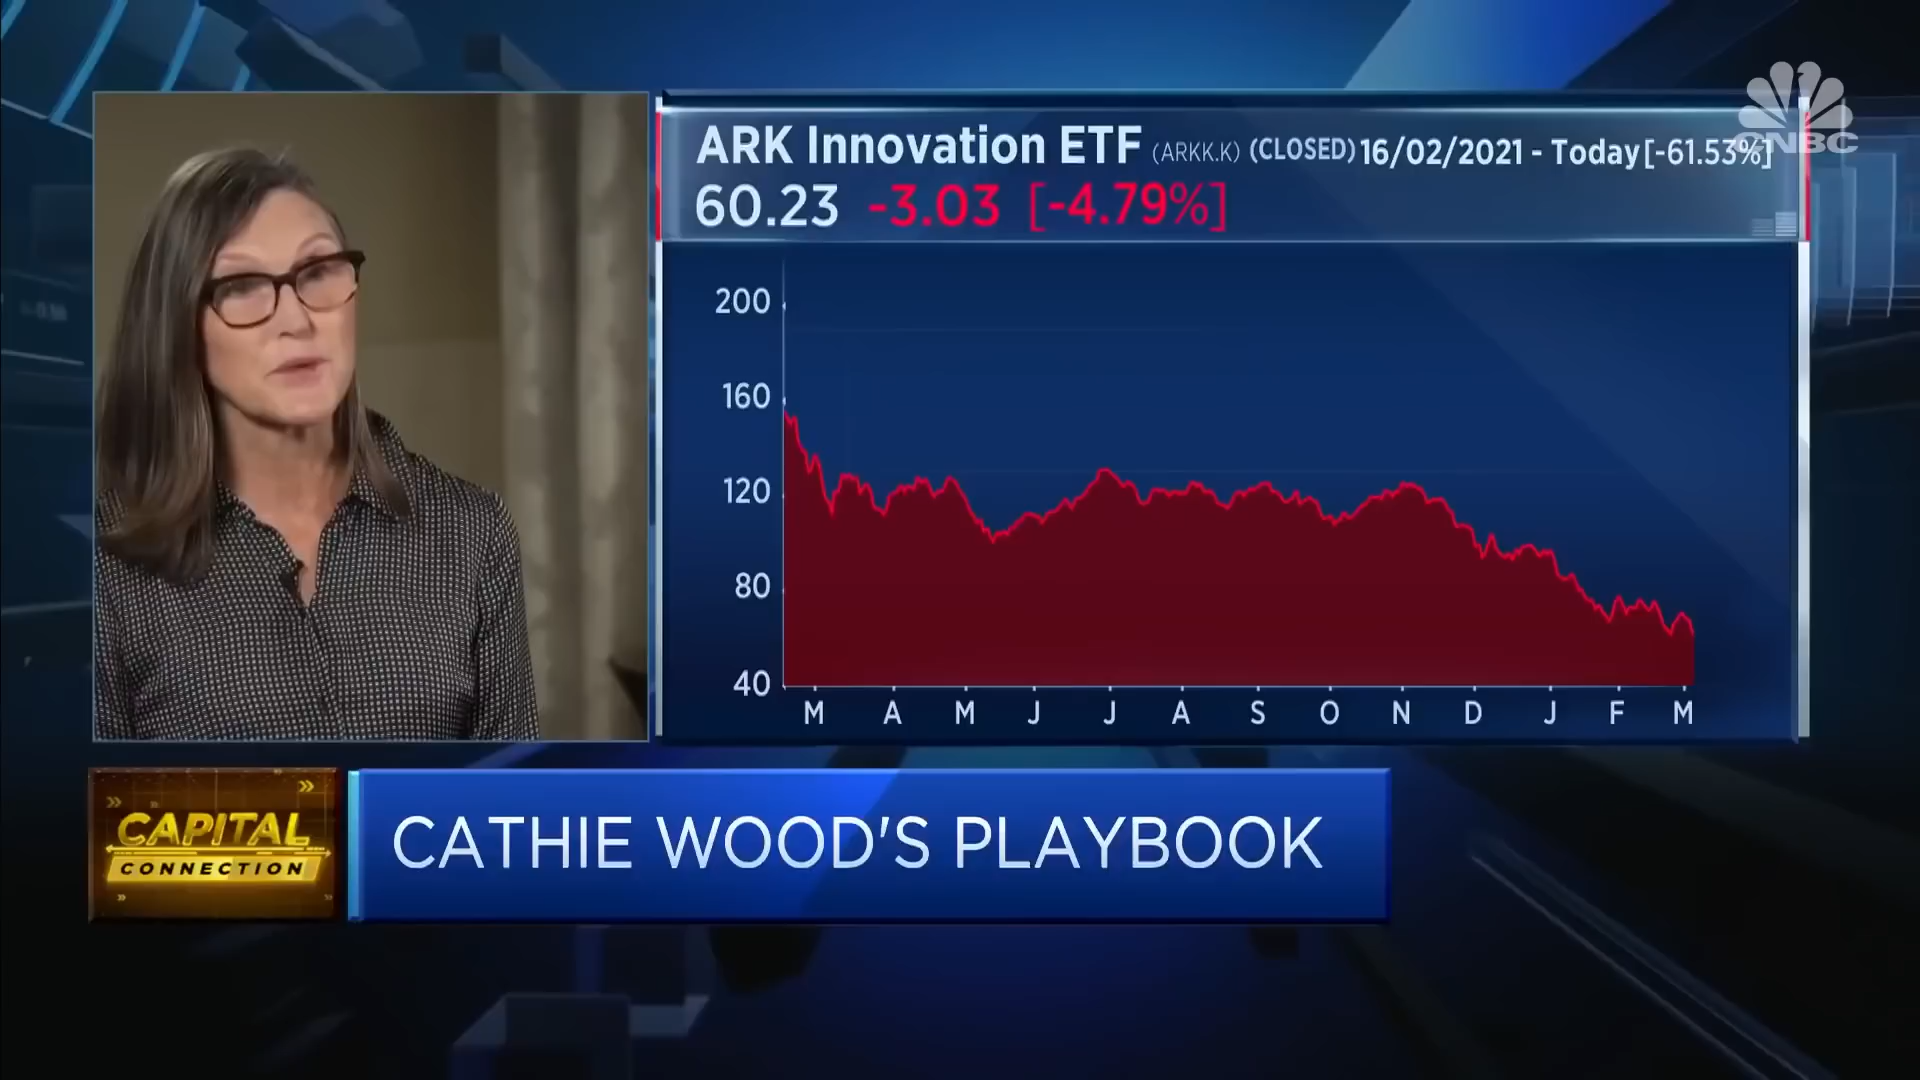 CNBC
ARK Innovation ETF (ARKK.K) (CLOSED) 16/02/2021 - Today [-61.53%]
60.23 -3.03 [-4.79%]
200
160
120
80
40
M A M J J A S O N D J F M
CAPITAL
CONNECTION
CATHIE WOOD'S PLAYBOOK